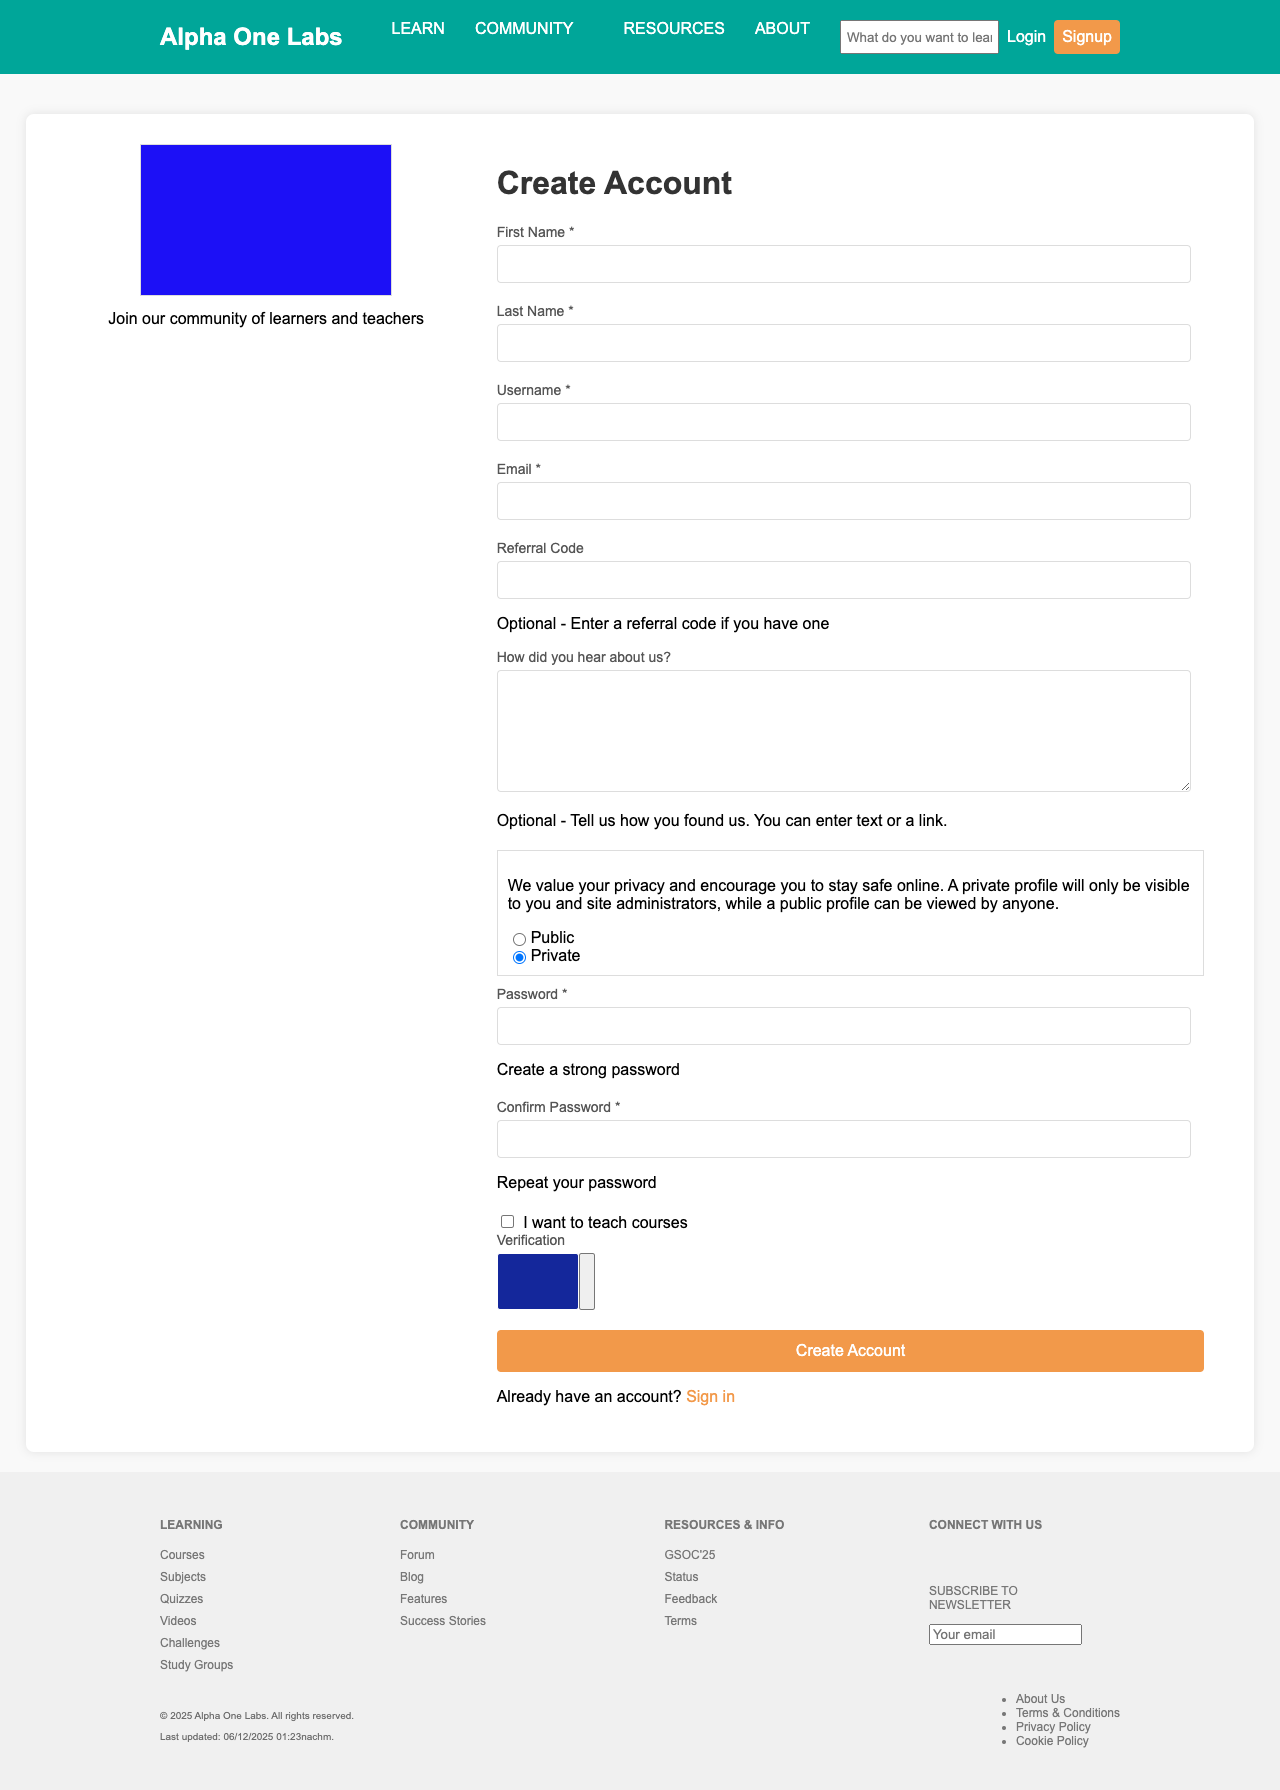 Alpha One Labs
LEARN
COMMUNITY
RESOURCES
ABOUT
What do you want to lear
Login
Signup
Join our community of learners and teachers
Create Account
First Name *
Last Name *
Username *
Email *
Referral Code
Optional - Enter a referral code if you have one
How did you hear about us?
Optional - Tell us how you found us. You can enter text or a link.
We value your privacy and encourage you to stay safe online. A private profile will only be visible
to you and site administrators, while a public profile can be viewed by anyone.
Public
Private
Password *
Create a strong password
Confirm Password *
Repeat your password
I want to teach courses
Verification
Create Account
Already have an account? Sign in
LEARNING
Courses
Subjects
Quizzes
Videos
Challenges
Study Groups
COMMUNITY
Forum
Blog
Features
Success Stories
RESOURCES & INFO
GSOC'25
Status
Feedback
Terms
CONNECT WITH US
SUBSCRIBE TO
NEWSLETTER
Your email
© 2025 Alpha One Labs. All rights reserved.
Last updated: 06/12/2025 01:23nachm.
• About Us
• Terms & Conditions
• Privacy Policy
• Cookie Policy